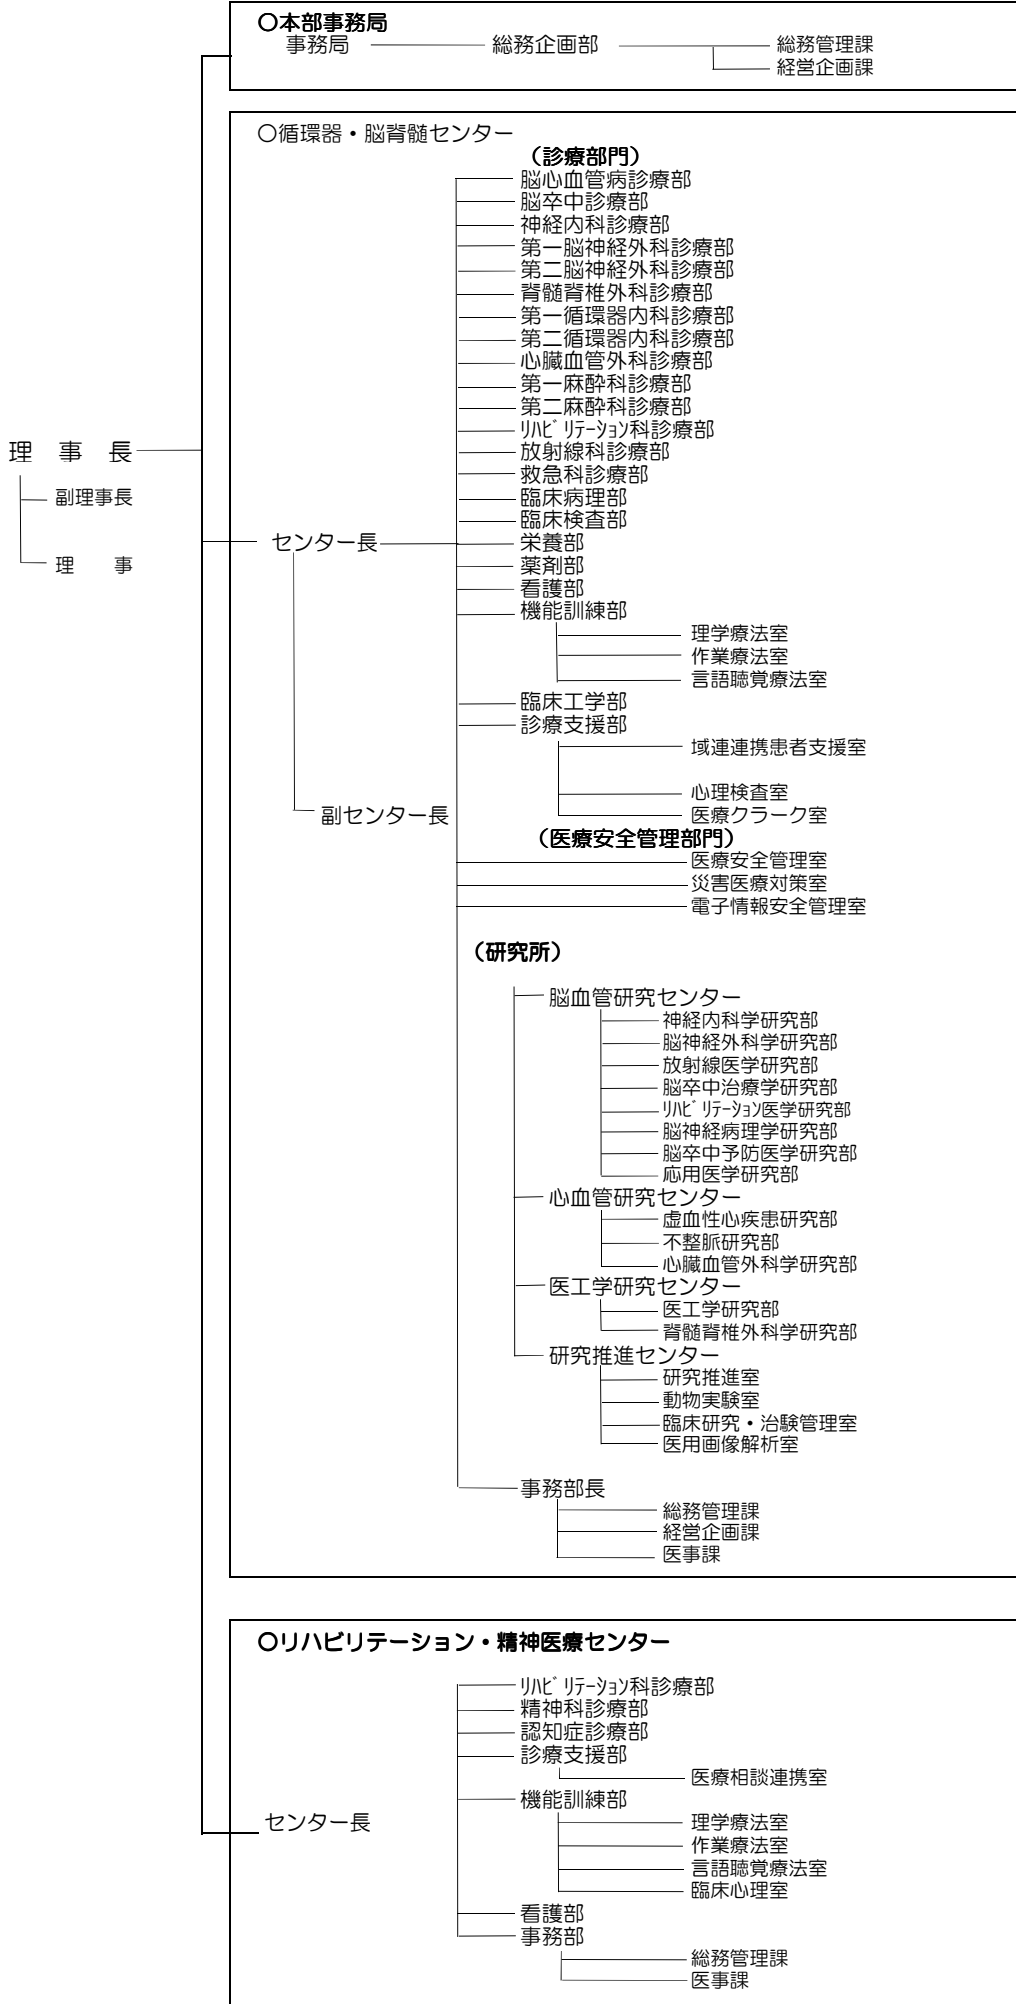 〇本部事務局
事務局 総務企画部 総務管理課
経営企画課
〇循環器・脳脊髄センター
（診療部門）
脳心血管病診療部
脳卒中診療部
神経内科診療部
第一脳神経外科診療部
第二脳神経外科診療部
脊髄脊椎外科診療部
第一循環器内科診療部
第二循環器内科診療部
心臓血管外科診療部
第一麻酔科診療部
第二麻酔科診療部
ﾘﾊﾋﾞﾘﾃｰｼｮﾝ科診療部
理 事 長
放射線科診療部
救急科診療部
副理事長
臨床病理部
臨床検査部
センター長
栄養部
理 事
薬剤部
看護部
機能訓練部
理学療法室
作業療法室
言語聴覚療法室
臨床工学部
診療支援部
域連連携患者支援室
心理検査室
副センター長
医療クラーク室
（医療安全管理部門）
医療安全管理室
災害医療対策室
電子情報安全管理室
（研究所）
脳血管研究センター
神経内科学研究部
脳神経外科学研究部
放射線医学研究部
脳卒中治療学研究部
ﾘﾊﾋﾞﾘﾃｰｼｮﾝ医学研究部
脳神経病理学研究部
脳卒中予防医学研究部
応用医学研究部
心血管研究センター
虚血性心疾患研究部
不整脈研究部
心臓血管外科学研究部
医工学研究センター
医工学研究部
脊髄脊椎外科学研究部
研究推進センター
研究推進室
動物実験室
臨床研究・治験管理室
医用画像解析室
事務部長
総務管理課
経営企画課
医事課
〇リハビリテーション・精神医療センター
ﾘﾊﾋﾞﾘﾃｰｼｮﾝ科診療部
精神科診療部
認知症診療部
診療支援部
医療相談連携室
機能訓練部
センター長
理学療法室
作業療法室
言語聴覚療法室
臨床心理室
看護部
事務部
総務管理課
医事課